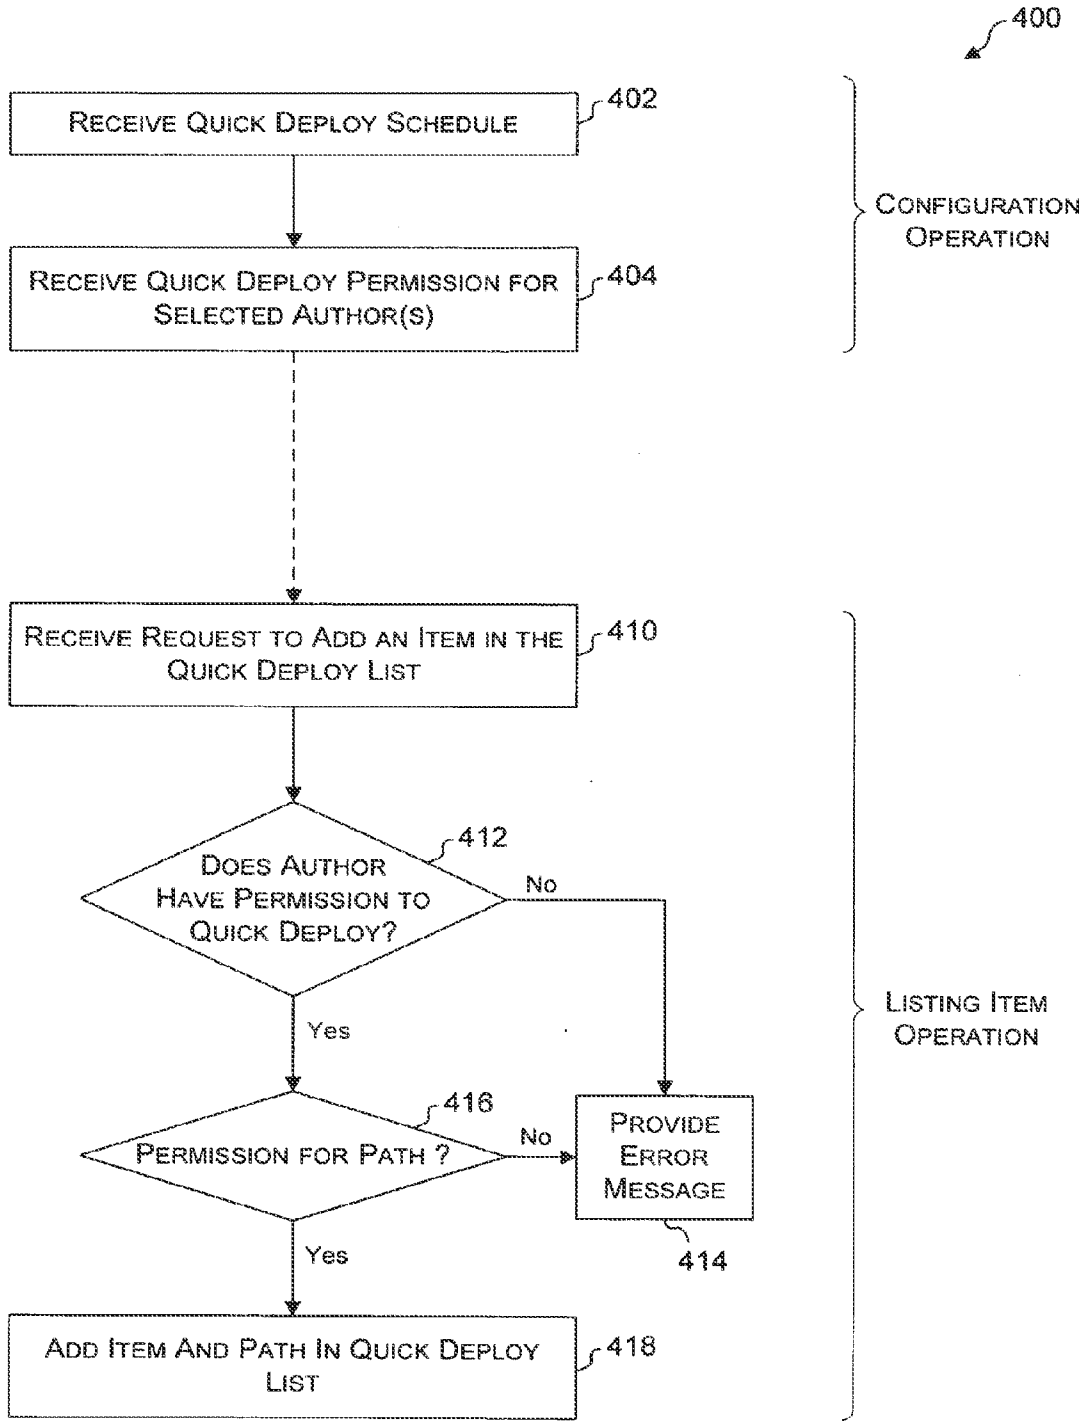 400
RECEIVE QUICK DEPLOY SCHEDULE
402
RECEIVE QUICK DEPLOY PERMISSION FOR
SELECTED AUTHOR(S)
404
CONFIGURATION
OPERATION
RECEIVE REQUEST TO ADD AN ITEM IN THE
QUICK DEPLOY LIST
410
DOES AUTHOR
HAVE PERMISSION TO
QUICK DEPLOY?
412
No
Yes
LISTING ITEM
OPERATION
PERMISSION FOR PATH ?
416
No
PROVIDE
ERROR
MESSAGE
414
Yes
ADD ITEM AND PATH IN QUICK DEPLOY
LIST
418